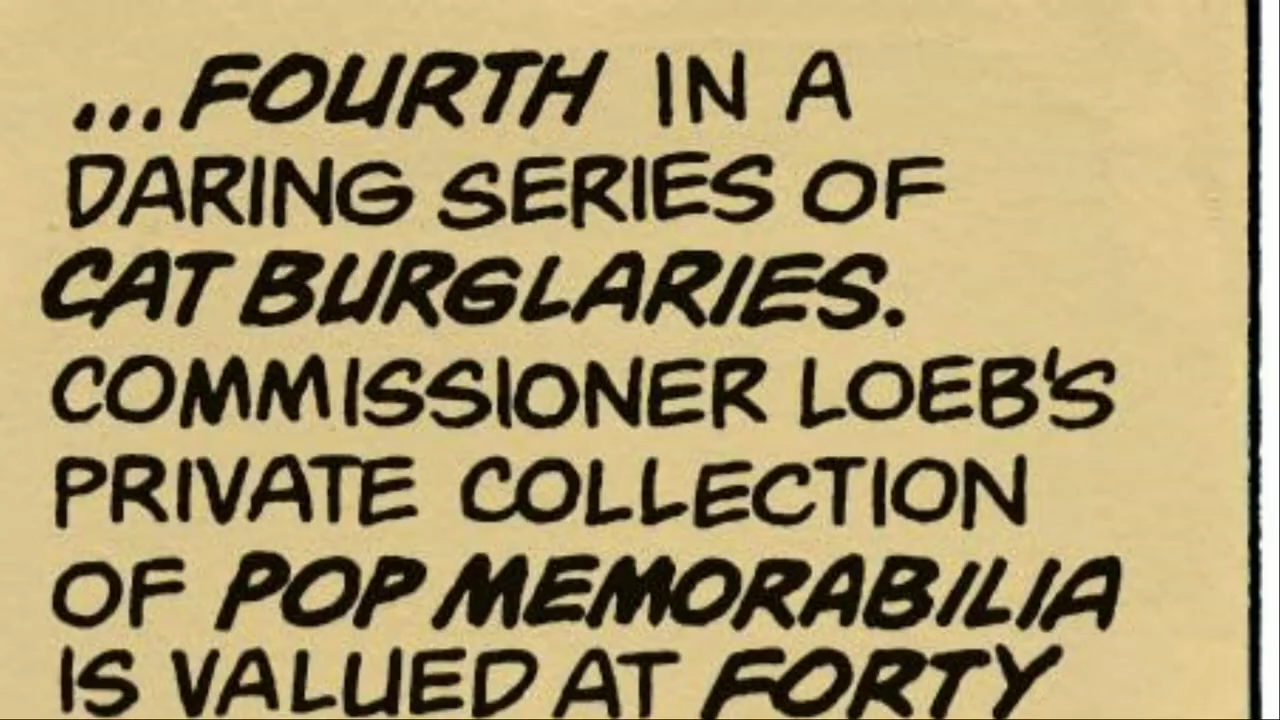 ...FOURTH IN A
DARING SERIES OF
CAT BURGLARIES.
COMMISSIONER LOEB'S
PRIVATE COLLECTION
OF POP MEMORABILIA
IS VALUED AT FORTY